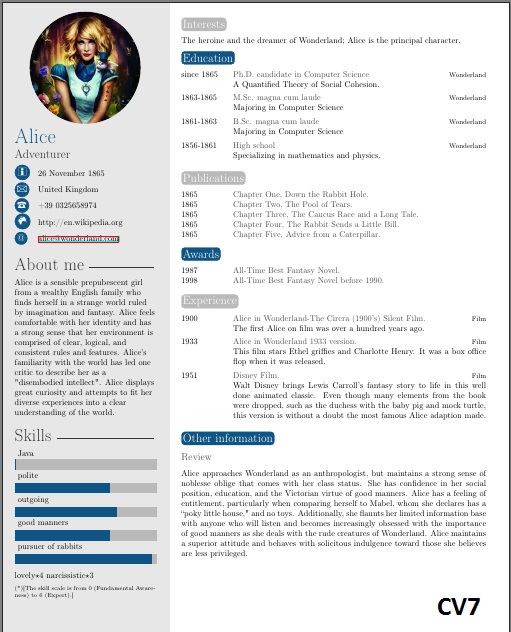 Alice
Adventurer
26 November 1865
United Kingdom
+39 0325658974
http://en.wikipedia.org
alice@wonderland.com
About me
Alice is a sensible prepubescent girl
from a wealthy English family who
finds herself in a strange world ruled
by imagination and fantasy. Alice feels
comfortable with her identity and has
a strong sense that her environment is
comprised of clear, logical, and
consistent rules and features. Alice's
familiarity with the world has led one
critic to describe her as a
"disembodied intellect". Alice displays
great curiosity and attempts to fit her
diverse experiences into a clear
understanding of the world.
Skills
Java
polite
outgoing
good manners
pursuer of rabbits
lovely⋆4 narcissistic⋆3
(*)[The skill scale is from 0 (Fundamental Aware-
ness) to 6 (Expert).]
Interests
The heroine and the dreamer of Wonderland; Alice is the principal character.
Education
since 1865 Ph.D. candidate in Computer Science Wonderland
A Quantified Theory of Social Cohesion.
1863-1865 M.Sc. magna cum laude Wonderland
Majoring in Computer Science
1861-1863 B.Sc. magna cum laude Wonderland
Majoring in Computer Science
1856-1861 High school Wonderland
Specializing in mathematics and physics.
Publications
1865 Chapter One, Down the Rabbit Hole.
1865 Chapter Two, The Pool of Tears.
1865 Chapter Three, The Caucus Race and a Long Tale.
1865 Chapter Four, The Rabbit Sends a Little Bill.
1865 Chapter Five, Advice from a Caterpillar.
Awards
1987 All-Time Best Fantasy Novel.
1998 All-Time Best Fantasy Novel before 1990.
Experience
1900 Alice in Wonderland-The Circra (1900's) Silent Film. Film
The first Alice on film was over a hundred years ago.
1933 Alice in Wonderland 1933 version. Film
This film stars Ethel griffies and Charlotte Henry. It was a box office
flop when it was released.
1951 Disney Film. Film
Walt Disney brings Lewis Carroll's fantasy story to life in this well
done animated classic. Even though many elements from the book
were dropped, such as the duchess with the baby pig and mock turtle,
this version is without a doubt the most famous Alice adaption made.
Other information
Review
Alice approaches Wonderland as an anthropologist, but maintains a strong sense of
noblesse oblige that comes with her class status. She has confidence in her social
position, education, and the Victorian virtue of good manners. Alice has a feeling of
entitlement, particularly when comparing herself to Mabel, whom she declares has a
"poky little house," and no toys. Additionally, she flaunts her limited information base
with anyone who will listen and becomes increasingly obsessed with the importance
of good manners as she deals with the rude creatures of Wonderland. Alice maintains
a superior attitude and behaves with solicitous indulgence toward those she believes
are less privileged.
CV7